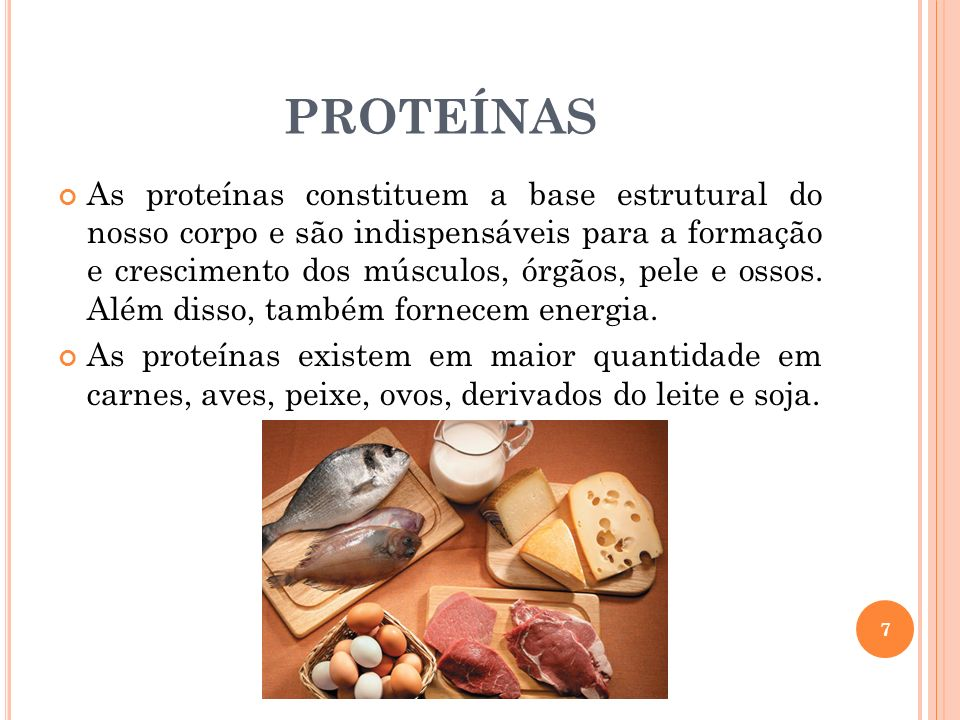 PROTEÍNAS
As proteínas constituem a base estrutural do
nosso corpo e são indispensáveis para a formação
e crescimento dos músculos, órgãos, pele e ossos.
Além disso, também fornecem energia.
As proteínas existem em maior quantidade em
carnes, aves, peixe, ovos, derivados do leite e soja.
7